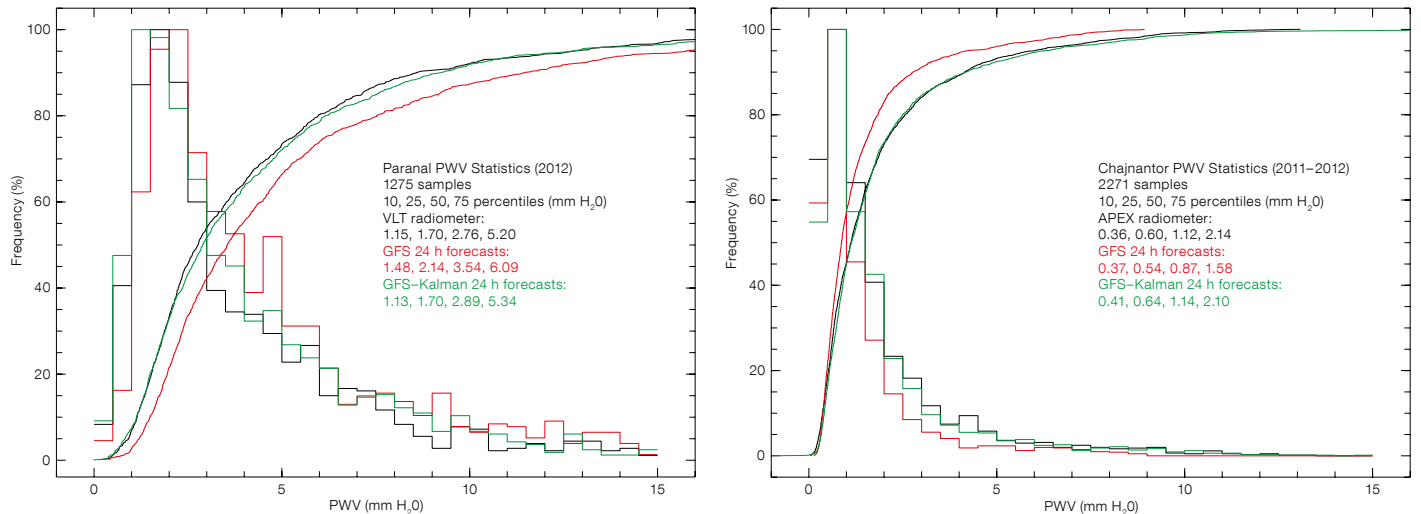 100
80
60
40
20
0
Frequency (%)
0
5
10
15
PWV (mm H₂0)
Paranal PWV Statistics (2012)
1275 samples
10, 25, 50, 75 percentiles (mm H₂0)
VLT radiometer:
1.15, 1.70, 2.76, 5.20
GFS 24 h forecasts:
1.48, 2.14, 3.54, 6.09
GFS–Kalman 24 h forecasts:
1.13, 1.70, 2.89, 5.34
100
80
60
40
20
0
Frequency (%)
0
5
10
15
PWV (mm H₂0)
Chajnantor PWV Statistics (2011–2012)
2271 samples
10, 25, 50, 75 percentiles (mm H₂0)
APEX radiometer:
0.36, 0.60, 1.12, 2.14
GFS 24 h forecasts:
0.37, 0.54, 0.87, 1.58
GFS–Kalman 24 h forecasts:
0.41, 0.64, 1.14, 2.10